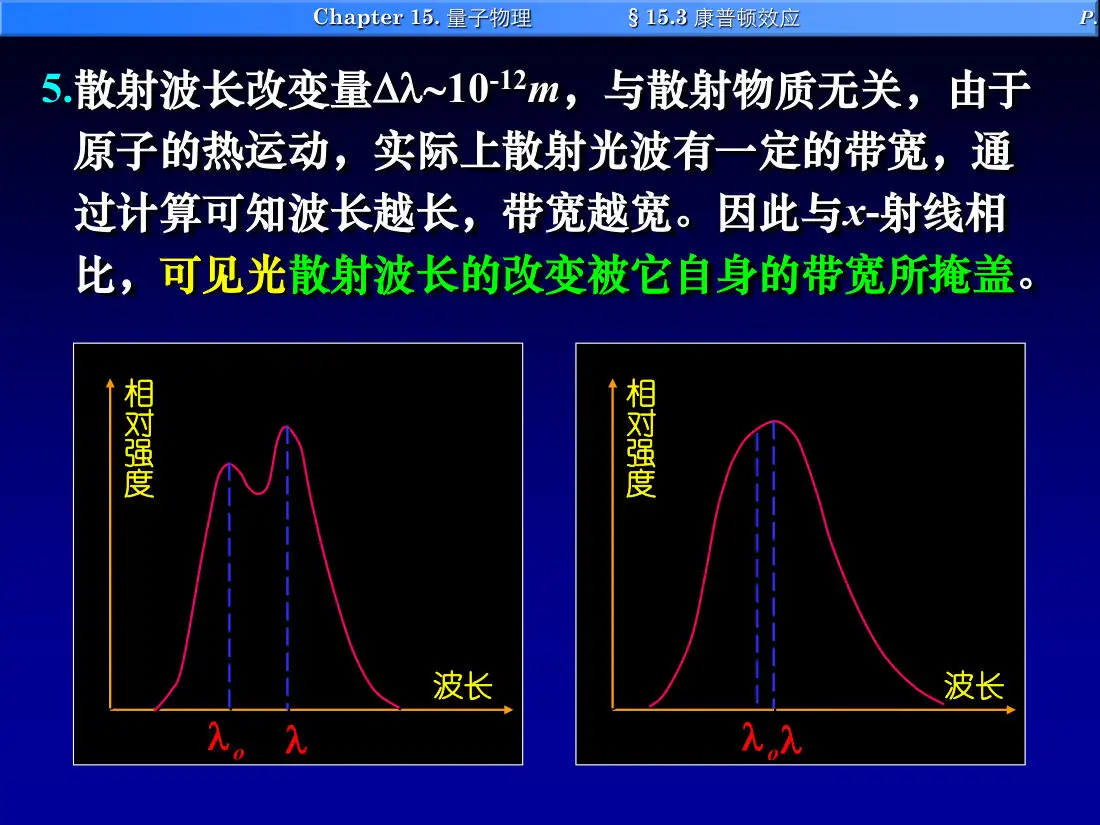 Chapter 15. 量子物理 § 15.3 康普顿效应 P.
5.散射波长改变量Δλ~10⁻¹²m，与散射物质无关，由于
原子的热运动，实际上散射光波有一定的带宽，通
过计算可知波长越长，带宽越宽。因此与x-射线相
比，可见光散射波长的改变被它自身的带宽所掩盖。
相对强度
波长
λo λ
相对强度
波长
λo λ